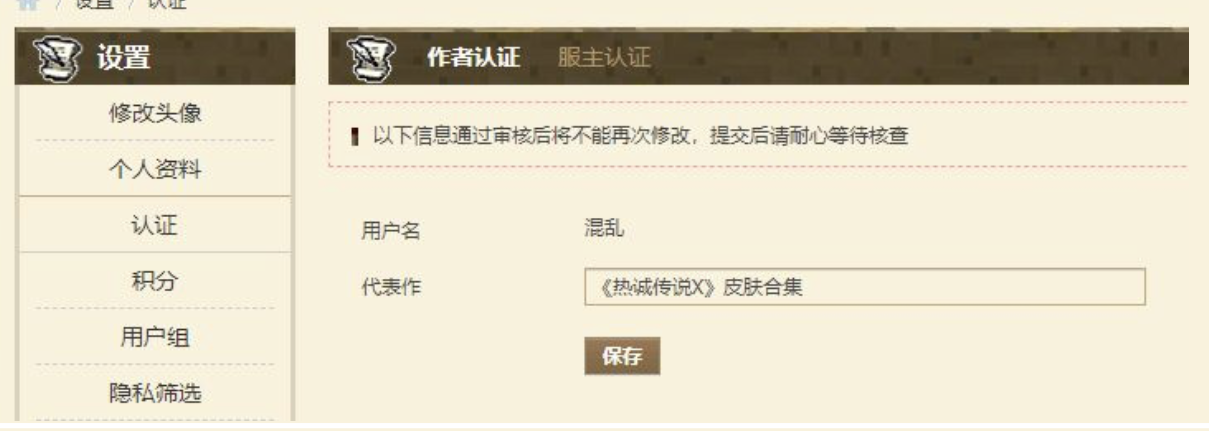 / 设置 / 认证
设置
修改头像
个人资料
认证
积分
用户组
隐私筛选
作者认证 服主认证
以下信息通过审核后将不能再次修改，提交后请耐心等待核查
用户名 混乱
代表作 《热诚传说X》皮肤合集
保存